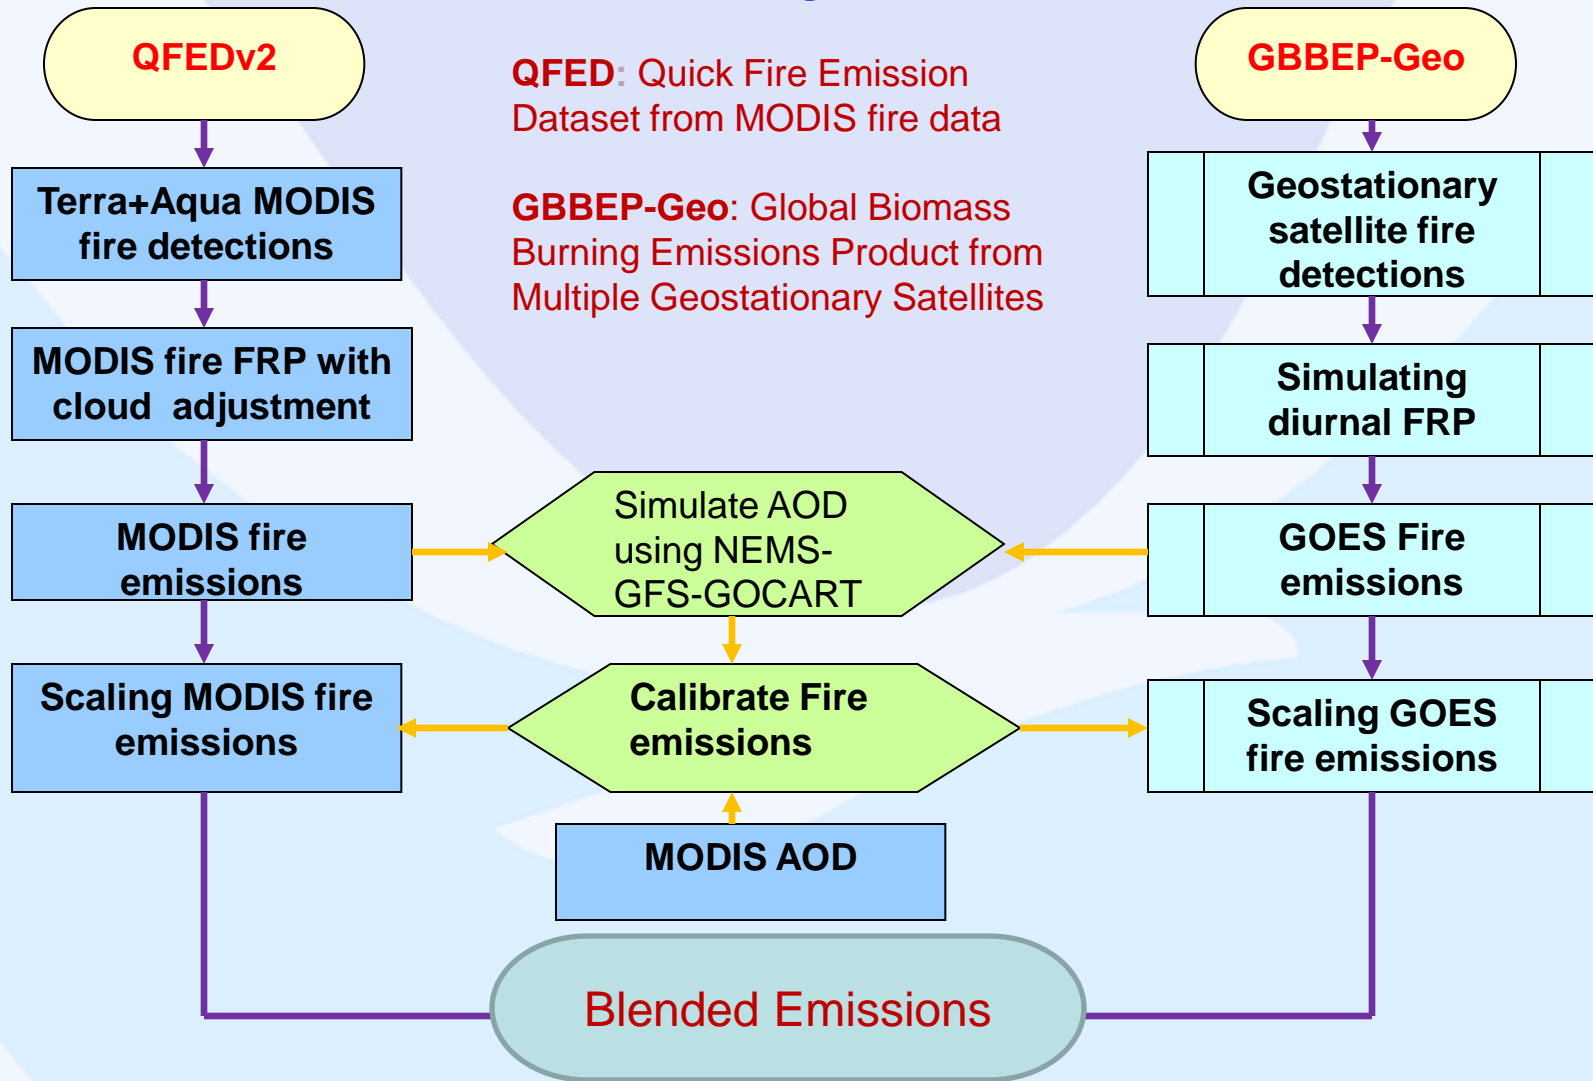 QFEDv2
QFED: Quick Fire Emission
Dataset from MODIS fire data
GBBEP-Geo: Global Biomass
Burning Emissions Product from
Multiple Geostationary Satellites
GBBEP-Geo
Terra+Aqua MODIS
fire detections
MODIS fire FRP with
cloud adjustment
MODIS fire
emissions
Scaling MODIS fire
emissions
Simulate AOD
using NEMS-
GFS-GOCART
Calibrate Fire
emissions
MODIS AOD
Geostationary
satellite fire
detections
Simulating
diurnal FRP
GOES Fire
emissions
Scaling GOES
fire emissions
Blended Emissions